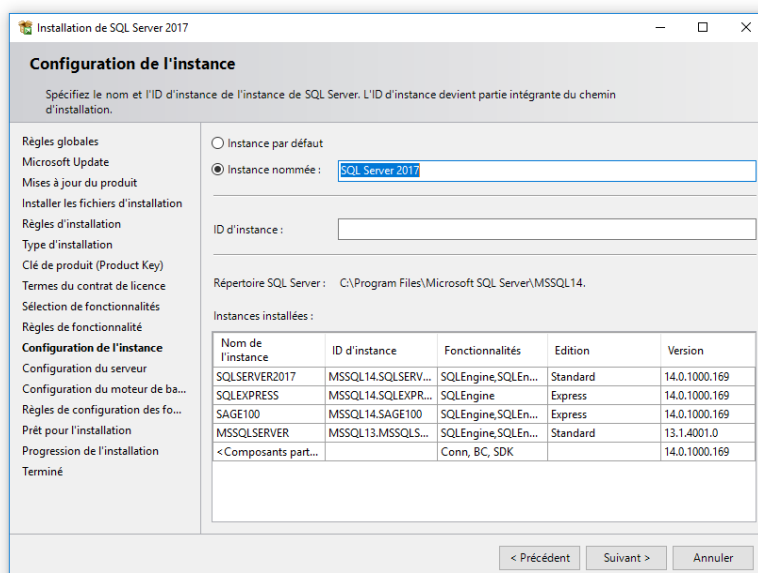 Installation de SQL Server 2017
Configuration de l'instance
Spécifiez le nom et l'ID d'instance de l'instance de SQL Server. L'ID d'instance devient partie intégrante du chemin
d'installation.
Règles globales
Microsoft Update
Mises à jour du produit
Installer les fichiers d'installation
Règles d'installation
Type d'installation
Clé de produit (Product Key)
Termes du contrat de licence
Sélection de fonctionnalités
Règles de fonctionnalité
Configuration de l'instance
Configuration du serveur
Configuration du moteur de ba...
Règles de configuration des fo...
Prêt pour l'installation
Progression de l'installation
Terminé
Instance par défaut
Instance nommée : SQL Server 2017
ID d'instance :
Répertoire SQL Server : C:\Program Files\Microsoft SQL Server\MSSQL14.
Instances installées :
Nom de l'instance ID d'instance Fonctionnalités Edition Version
SQLSERVER2017 MSSQL14.SQLSERV... SQLEngine,SQLEn... Standard 14.0.1000.169
SQLEXPRESS MSSQL14.SQLEXPR... SQLEngine Express 14.0.1000.169
SAGE100 MSSQL14.SAGE100 SQLEngine,SQLEn... Express 14.0.1000.169
MSSQLSERVER MSSQL13.MSSQLS... SQLEngine,SQLEn... Standard 13.1.4001.0
<Composants part... Conn, BC, SDK 14.0.1000.169
< Précédent Suivant > Annuler